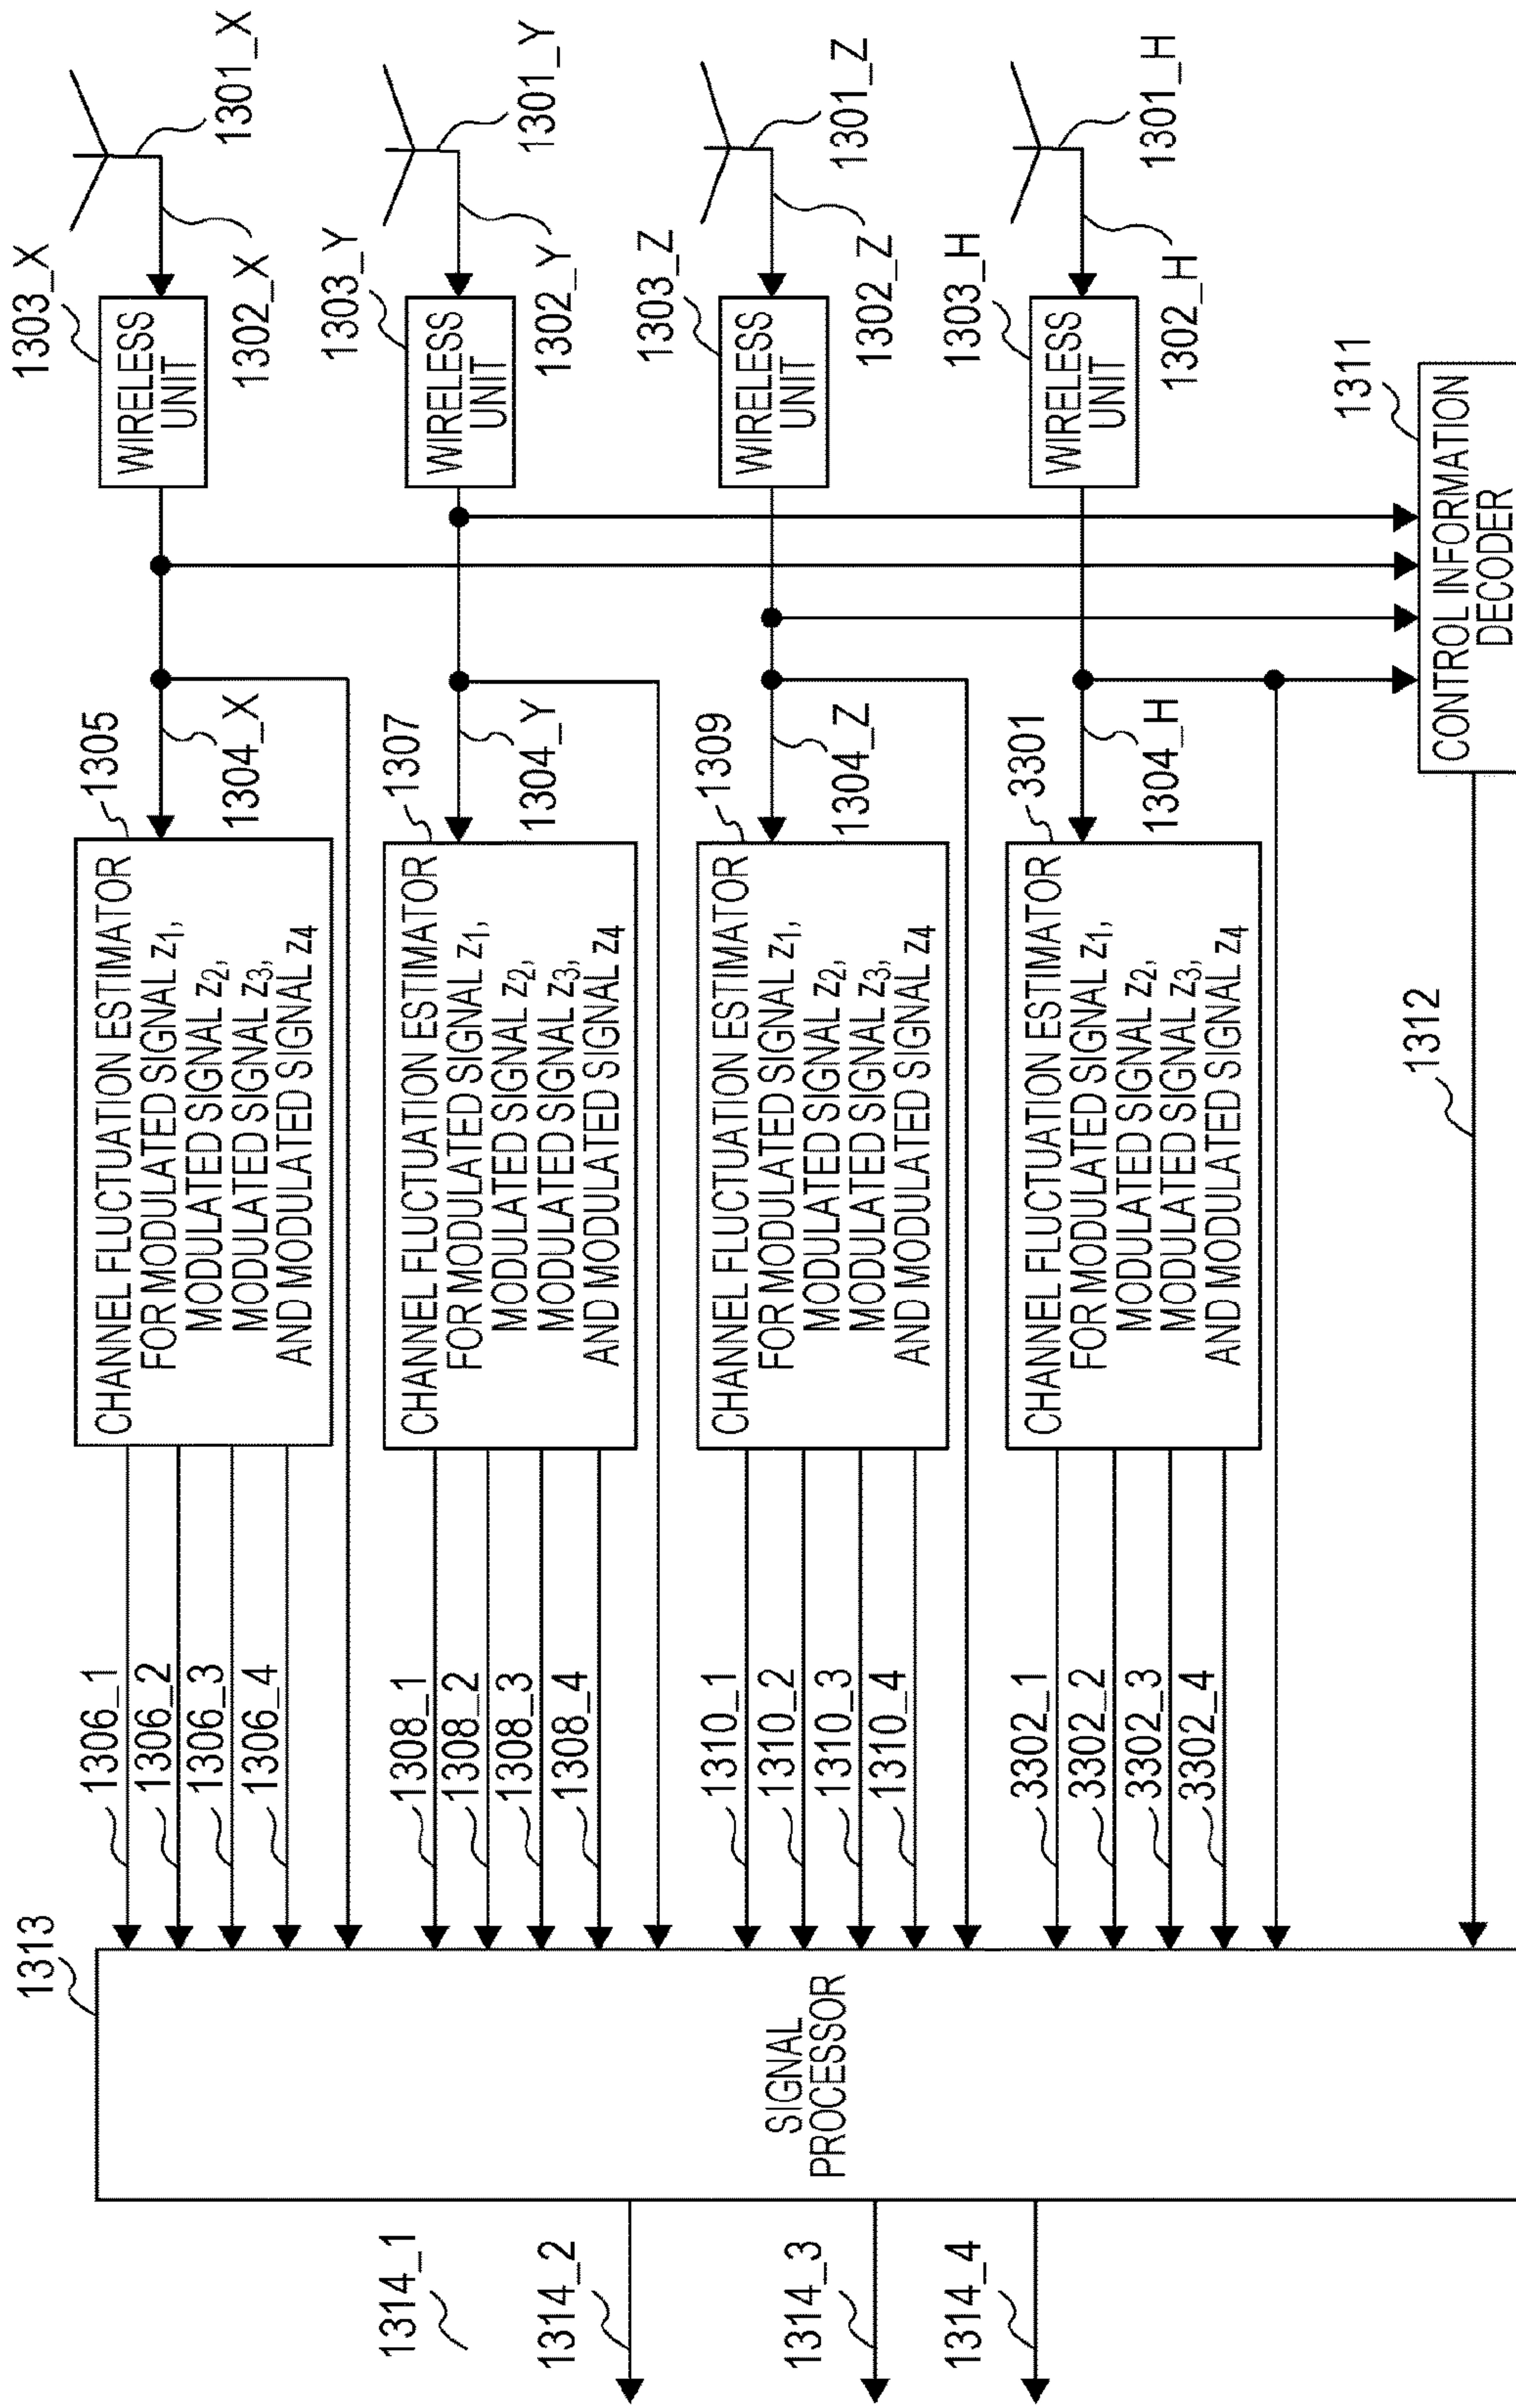 1301_X
1302_X
1303_X
WIRELESS
UNIT
1304_X
1305
CHANNEL FLUCTUATION ESTIMATOR
FOR MODULATED SIGNAL z1,
MODULATED SIGNAL z2,
MODULATED SIGNAL z3,
AND MODULATED SIGNAL z4
1306_1
1306_2
1306_3
1306_4
1301_Y
1302_Y
1303_Y
WIRELESS
UNIT
1304_Y
1307
CHANNEL FLUCTUATION ESTIMATOR
FOR MODULATED SIGNAL z1,
MODULATED SIGNAL z2,
MODULATED SIGNAL z3,
AND MODULATED SIGNAL z4
1308_1
1308_2
1308_3
1308_4
1301_Z
1302_Z
1303_Z
WIRELESS
UNIT
1304_Z
1309
CHANNEL FLUCTUATION ESTIMATOR
FOR MODULATED SIGNAL z1,
MODULATED SIGNAL z2,
MODULATED SIGNAL z3,
AND MODULATED SIGNAL z4
1310_1
1310_2
1310_3
1310_4
1301_H
1302_H
1303_H
WIRELESS
UNIT
1304_H
3301
CHANNEL FLUCTUATION ESTIMATOR
FOR MODULATED SIGNAL z1,
MODULATED SIGNAL z2,
MODULATED SIGNAL z3,
AND MODULATED SIGNAL z4
3302_1
3302_2
3302_3
3302_4
1311
CONTROL INFORMATION
DECODER
1312
1313
SIGNAL
PROCESSOR
1314_1
1314_2
1314_3
1314_4